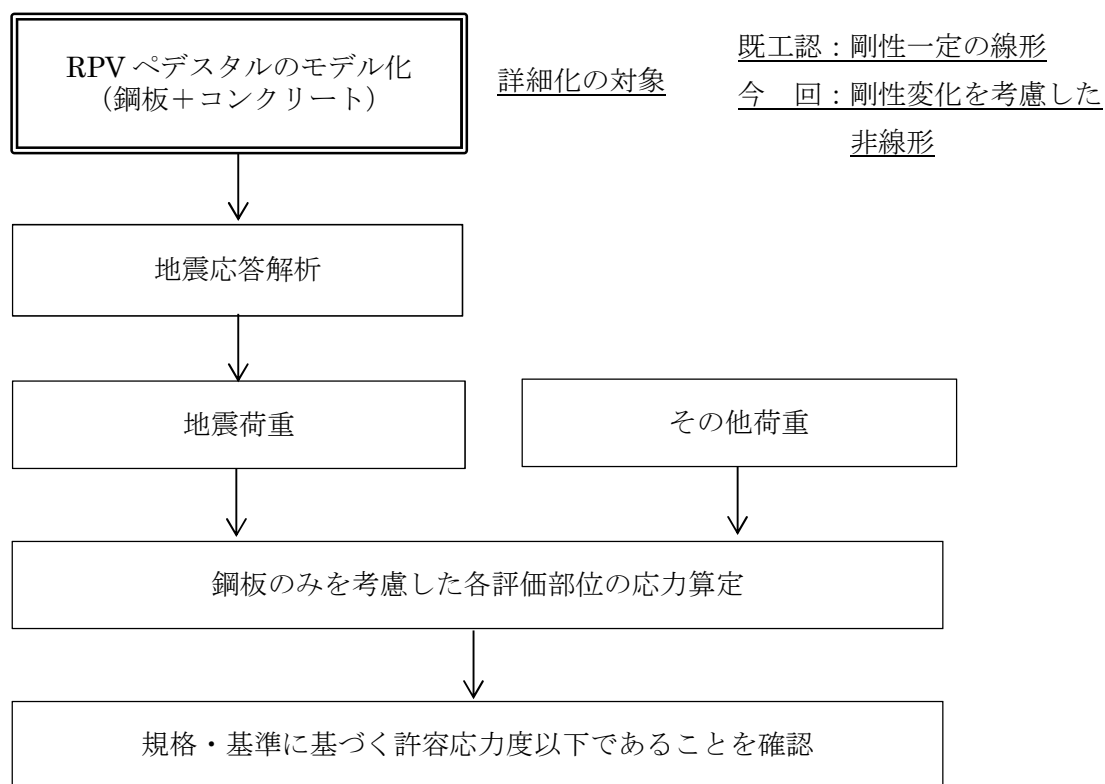 RPV ペデスタルのモデル化
（鋼板＋コンクリート）
詳細化の対象
既工認：剛性一定の線形
今　回：剛性変化を考慮した
非線形
地震応答解析
地震荷重
その他荷重
鋼板のみを考慮した各評価部位の応力算定
規格・基準に基づく許容応力度以下であることを確認